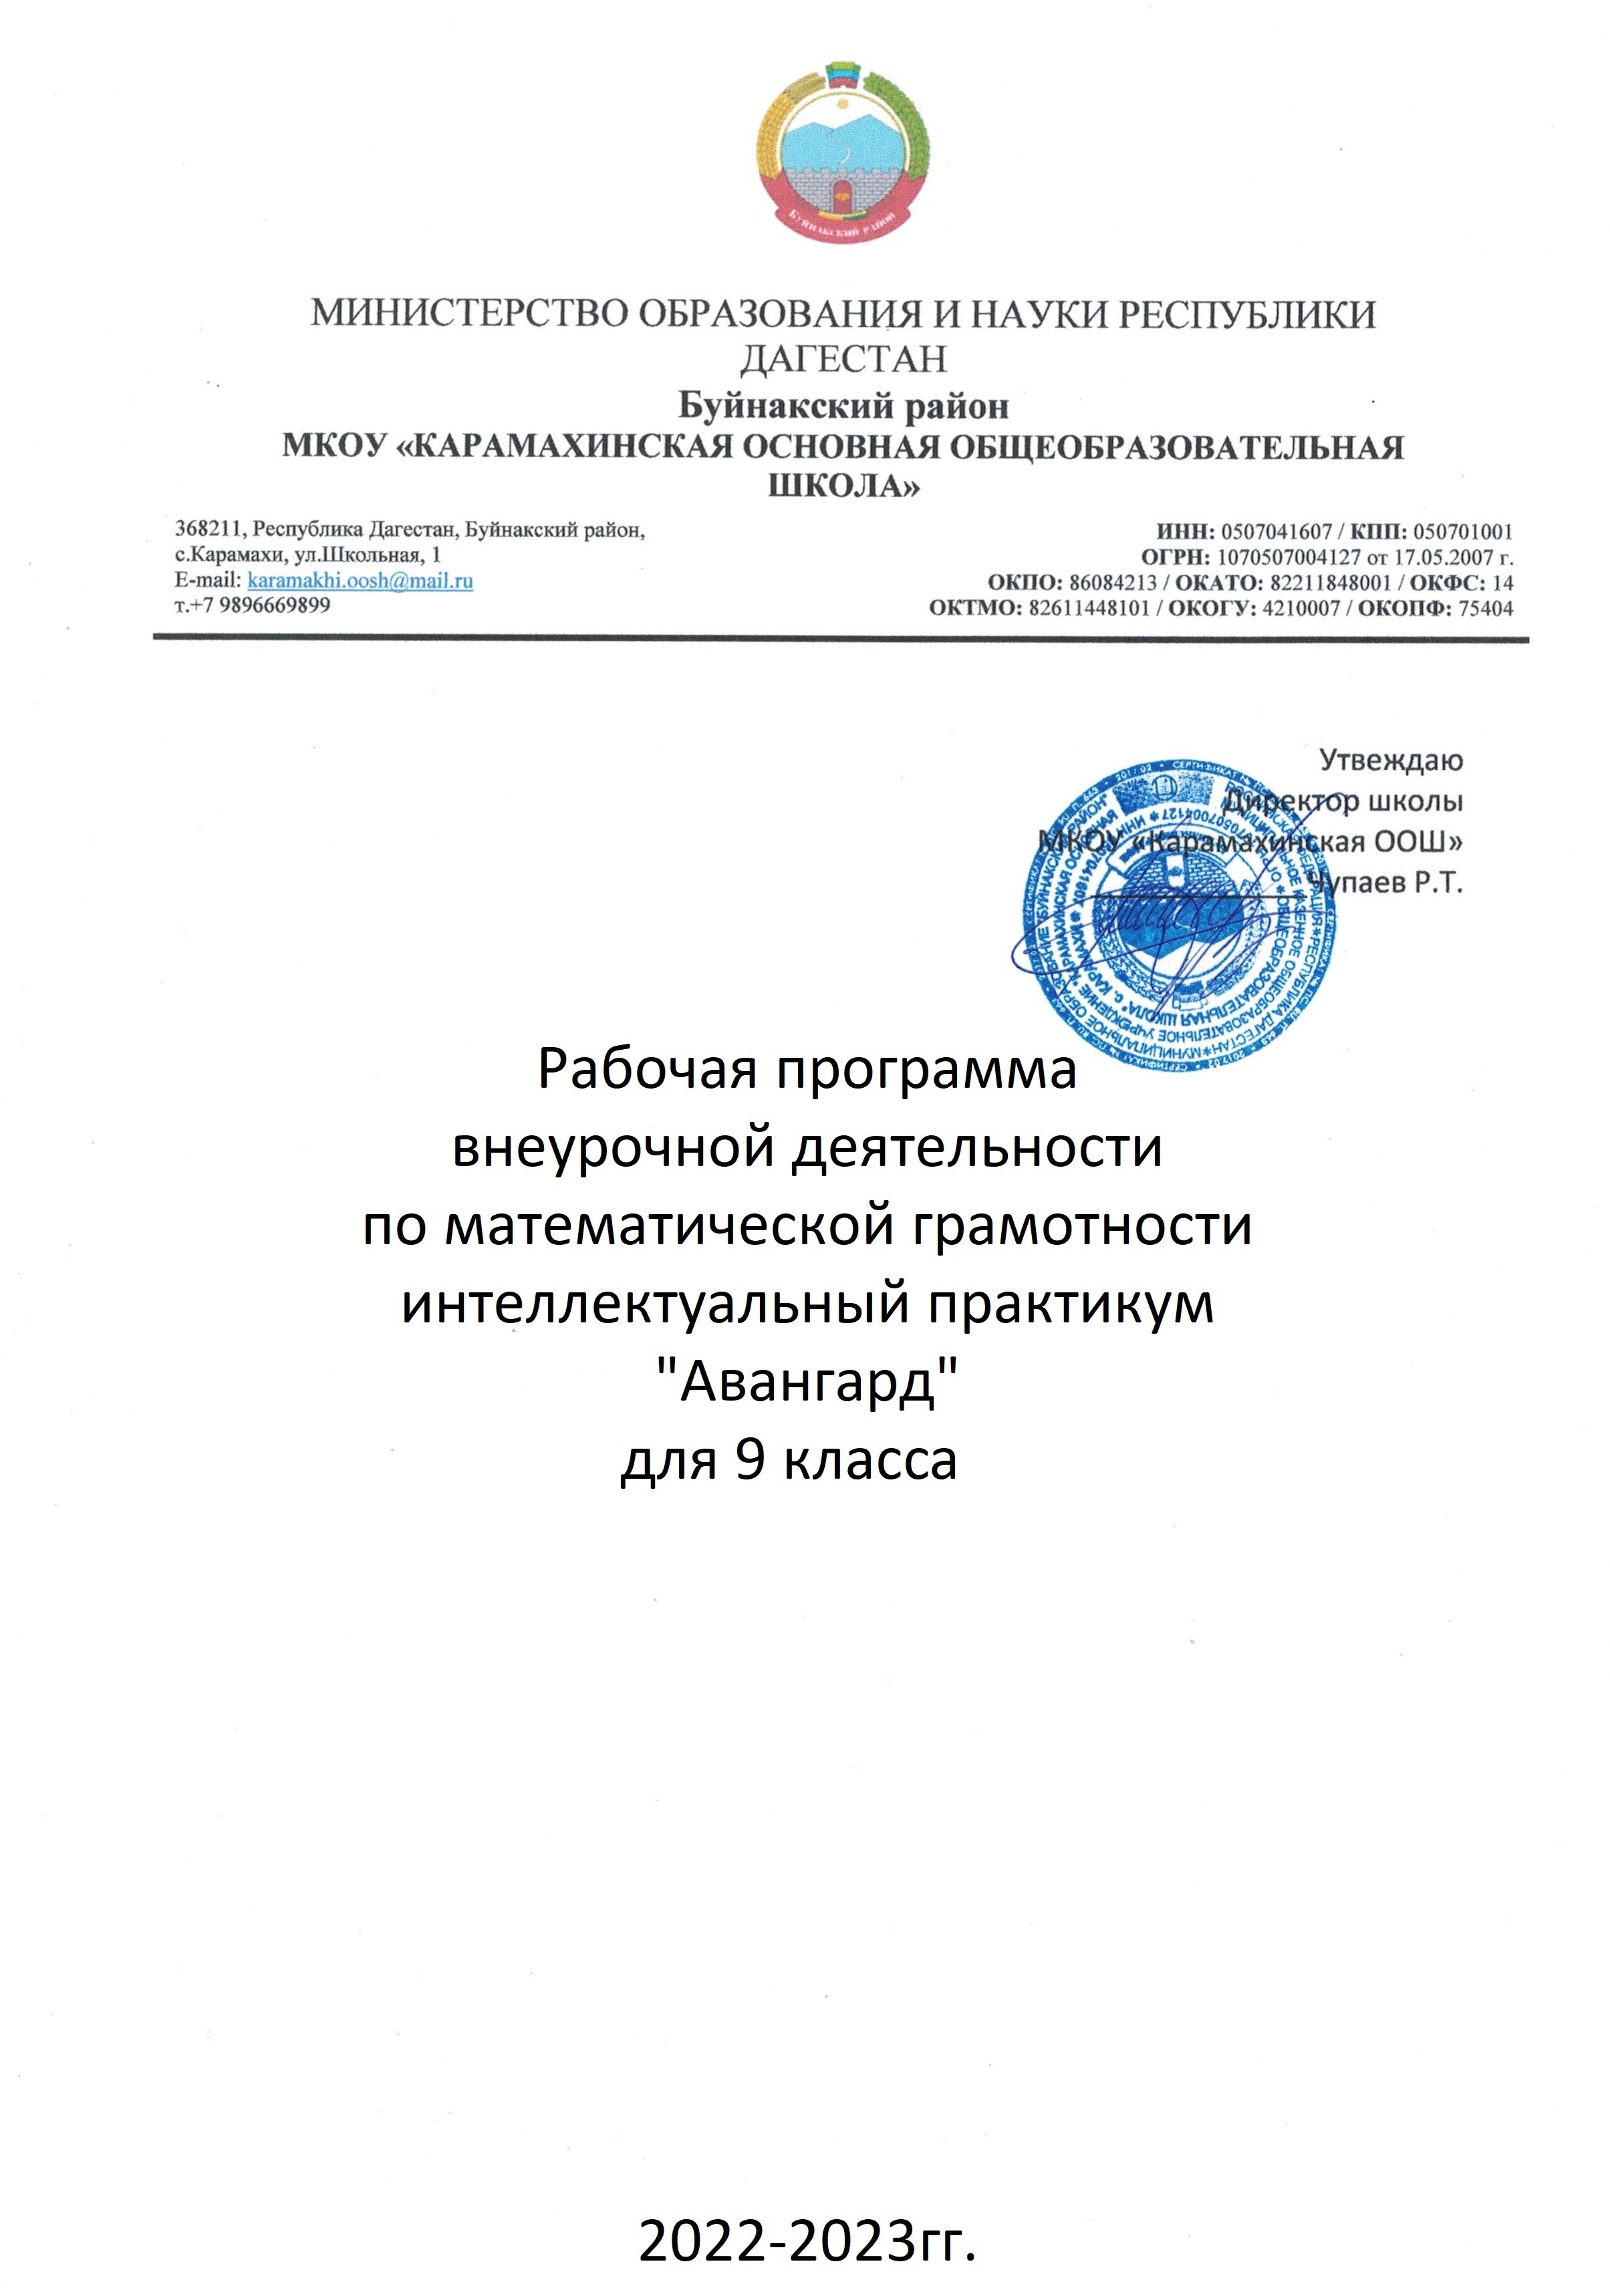 БУЙНАКСКИЙ РАЙОН
МИНИСТЕРСТВО ОБРАЗОВАНИЯ И НАУКИ РЕСПУБЛИКИ
ДАГЕСТАН
Буйнакский район
МКОУ «КАРАМАХИНСКАЯ ОСНОВНАЯ ОБЩЕОБРАЗОВАТЕЛЬНАЯ
ШКОЛА»
368211, Республика Дагестан, Буйнакский район,
с.Карамахи, ул.Школьная, 1
E-mail: karamakhi.oosh@mail.ru
т.+7 9896669899
ИНН: 0507041607 / КПП: 050701001
ОГРН: 1070507004127 от 17.05.2007 г.
ОКПО: 86084213 / ОКАТО: 82211848001 / ОКФС: 14
ОКТМО: 82611448101 / ОКОГУ: 4210007 / ОКОПФ: 75404
Утвеждаю
Директор школы
МКОУ «Карамахинская ООШ»
Чупаев Р.Т.
Рабочая программа
внеурочной деятельности
по математической грамотности
интеллектуальный практикум
"Авангард"
для 9 класса
2022-2023гг.